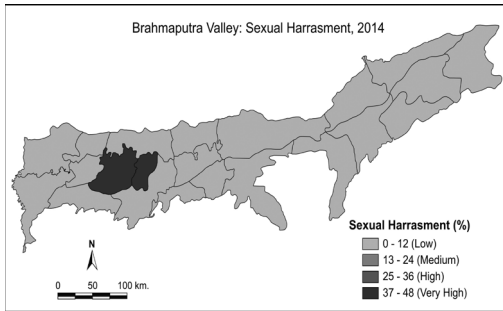 Brahmaputra Valley: Sexual Harrasment, 2014
Sexual Harrasment (%)
0 - 12 (Low)
13 - 24 (Medium)
25 - 36 (High)
37 - 48 (Very High)
N
0 50 100 km.